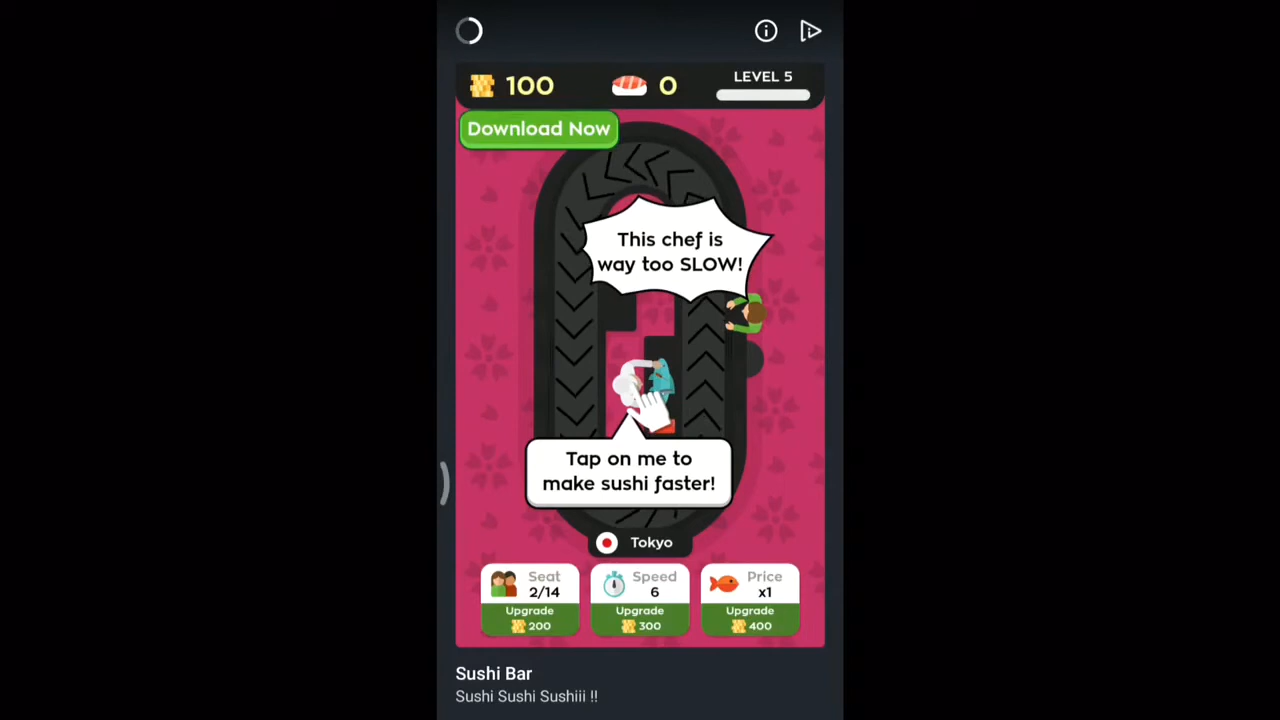 100
0
LEVEL 5
Download Now
This chef is
way too SLOW!
Tap on me to
make sushi faster!
Tokyo
Seat
2/14
Upgrade
200
Speed
6
Upgrade
300
Price
x1
Upgrade
400
Sushi Bar
Sushi Sushi Sushiii !!